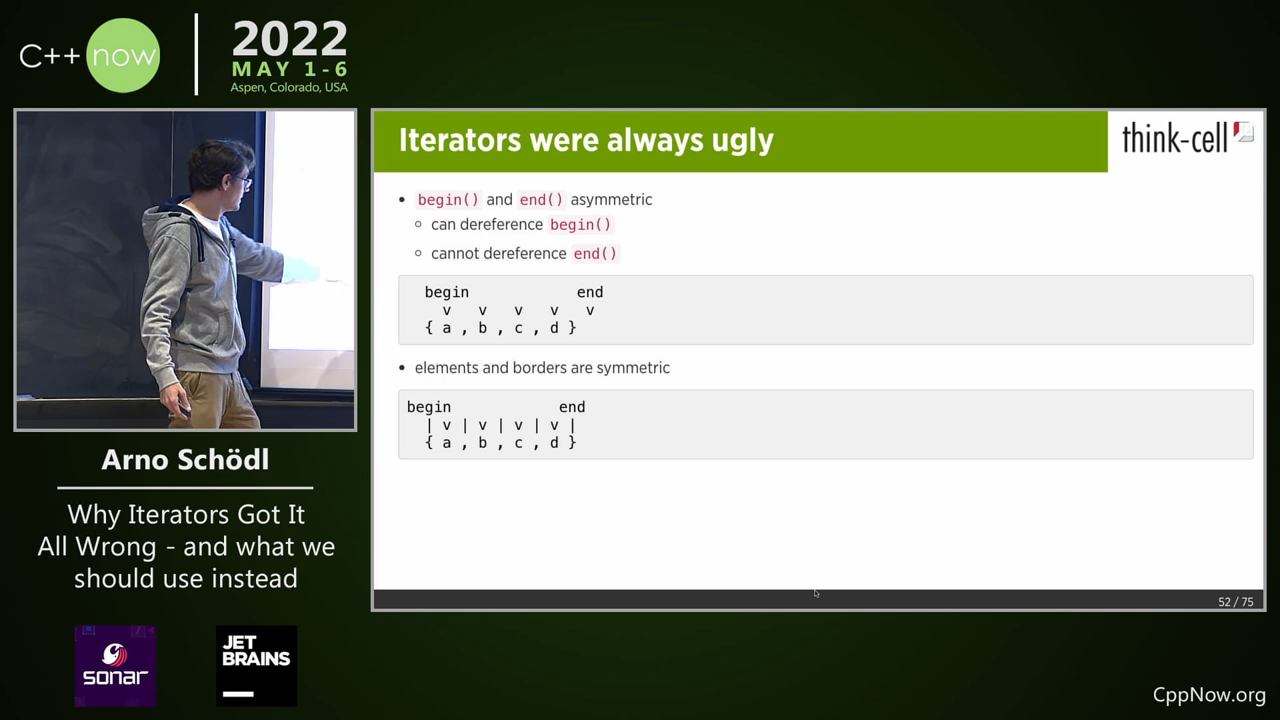 C++ now
2022
MAY 1-6
Aspen, Colorado, USA
Iterators were always ugly
think-cell
• begin() and end() asymmetric
○ can dereference begin()
○ cannot dereference end()
begin            end
v   v   v   v   v
{ a , b , c , d }
• elements and borders are symmetric
begin            end
| v | v | v | v |
{ a , b , c , d }
52 / 75
Arno Schödl
Why Iterators Got It
All Wrong - and what we
should use instead
sonar
JET
BRAINS
CppNow.org